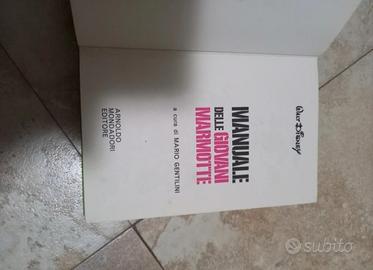 WALT DISNEY
MANUALE
DELLE GIOVANI
MARMOTTE
a cura di MARIO GENTILINI
ARNOLDO
MONDADORI
EDITORE
subito